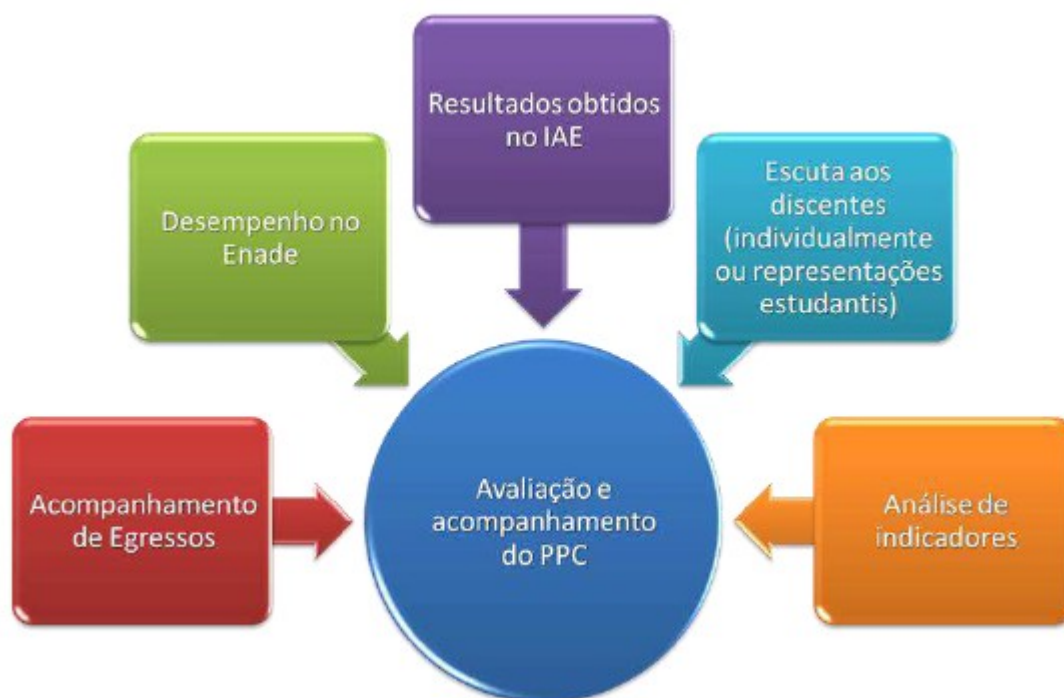 Resultados obtidos
no IAE
Desempenho no
Enade
Escuta aos
discentes
(individualmente
ou representações
estudantis)
Acompanhamento
de Egressos
Avaliação e
acompanhamento
do PPC
Análise de
indicadores